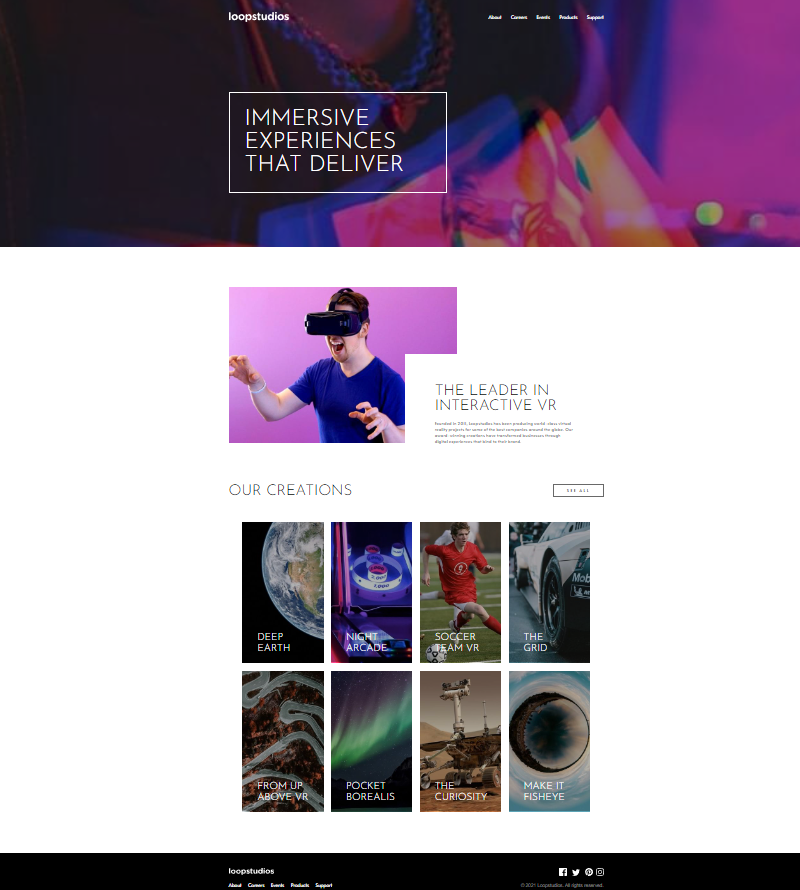 loopstudios
About Careers Events Products Support
IMMERSIVE
EXPERIENCES
THAT DELIVER
THE LEADER IN
INTERACTIVE VR
Founded in 2011, Loopstudios has been producing world-class virtual
reality projects for some of the best companies around the globe. Our
award-winning creations have transformed businesses through
digital experiences that bind to their brand.
OUR CREATIONS
SEE ALL
DEEP
EARTH
NIGHT
ARCADE
SOCCER
TEAM VR
THE
GRID
FROM UP
ABOVE VR
POCKET
BOREALIS
THE
CURIOSITY
MAKE IT
FISHEYE
loopstudios
About Careers Events Products Support
© 2021 Loopstudios. All rights reserved.